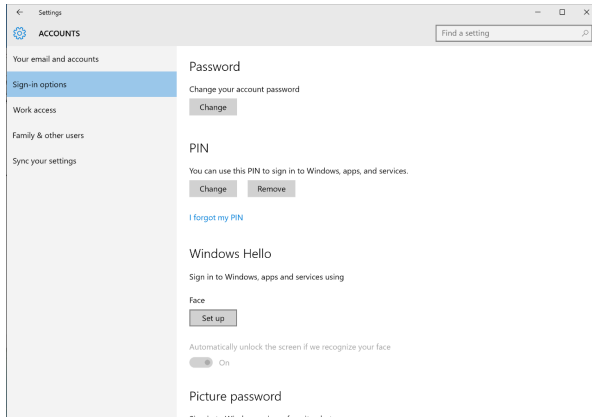 Settings
ACCOUNTS
Find a setting
Your email and accounts
Sign-in options
Work access
Family & other users
Sync your settings
Password
Change your account password
Change
PIN
You can use this PIN to sign in to Windows, apps, and services.
Change Remove
I forgot my PIN
Windows Hello
Sign in to Windows, apps and services using
Face
Set up
Automatically unlock the screen if we recognize your face
On
Picture password